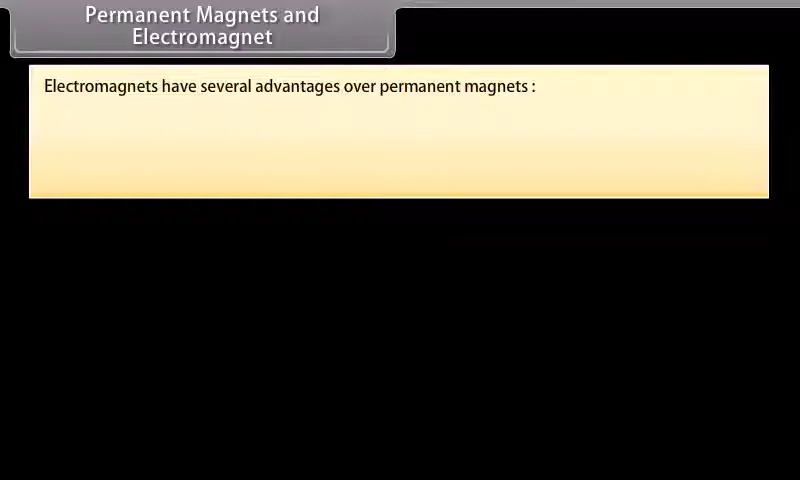 Permanent Magnets and
Electromagnet
Electromagnets have several advantages over permanent magnets :